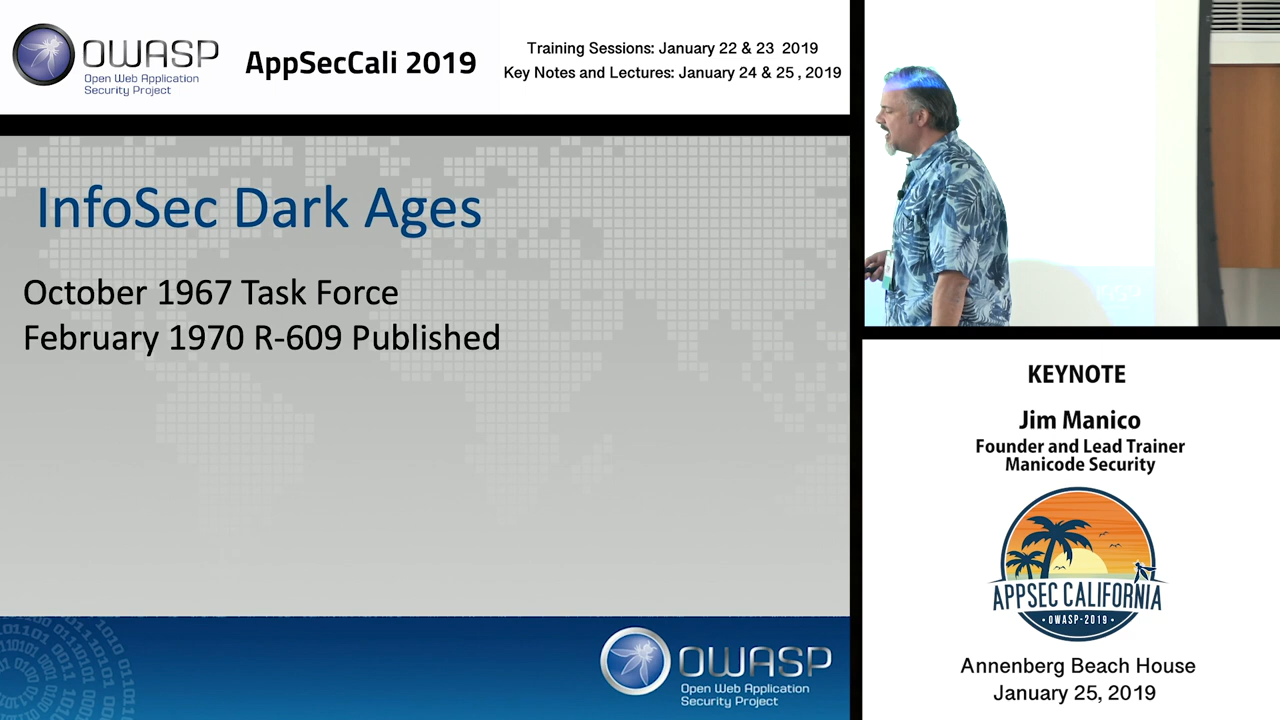 OWASP
Open Web Application
Security Project
AppSecCali 2019
Training Sessions: January 22 & 23 2019
Key Notes and Lectures: January 24 & 25 , 2019
InfoSec Dark Ages
October 1967 Task Force
February 1970 R-609 Published
OWASP
Open Web Application
Security Project
KEYNOTE
Jim Manico
Founder and Lead Trainer
Manicode Security
APPSEC CALIFORNIA
OWASP-2019
Annenberg Beach House
January 25, 2019